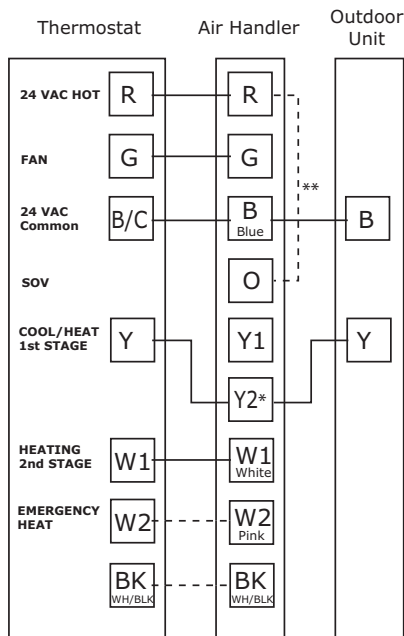 Thermostat
Air Handler
Outdoor
Unit
24 VAC HOT
R
R
FAN
G
G
**
24 VAC
Common
B/C
B
Blue
B
SOV
O
COOL/HEAT
1st STAGE
Y
Y1
Y
Y2*
HEATING
2nd STAGE
W1
W1
White
EMERGENCY
HEAT
W2
W2
Pink
BK
WH/BLK
BK
WH/BLK